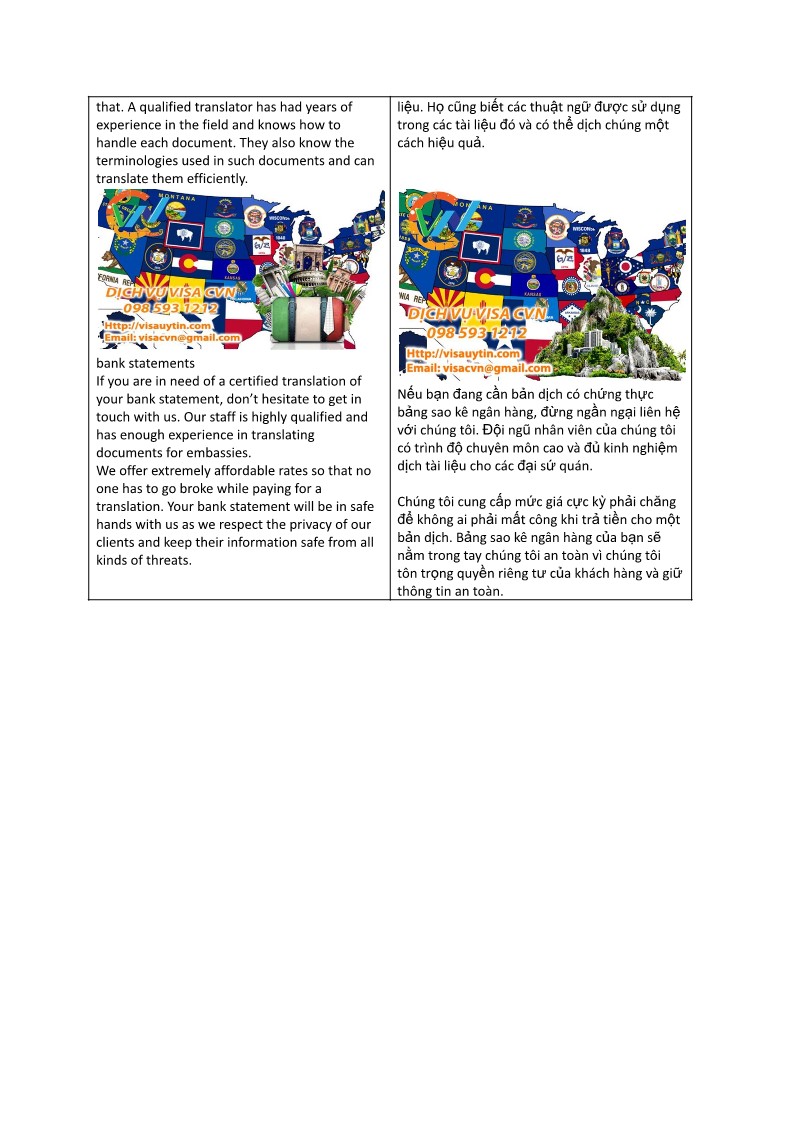 that. A qualified translator has had years of
experience in the field and knows how to
handle each document. They also know the
terminologies used in such documents and can
translate them efficiently.
MONTANA
WISCONSIN
1848
KANSAS
CALIFORNIA REP
DỊCH VỤ VISA CVN
098 593 1212
Http://visauytin.com
Email: visacvn@gmail.com
bank statements
If you are in need of a certified translation of
your bank statement, don’t hesitate to get in
touch with us. Our staff is highly qualified and
has enough experience in translating
documents for embassies.
We offer extremely affordable rates so that no
one has to go broke while paying for a
translation. Your bank statement will be in safe
hands with us as we respect the privacy of our
clients and keep their information safe from all
kinds of threats.
liệu. Họ cũng biết các thuật ngữ được sử dụng
trong các tài liệu đó và có thể dịch chúng một
cách hiệu quả.
MONTANA
WISCONSIN
1848
KANSAS
DỊCH VỤ VISA CVN
098 593 1212
Http://visauytin.com
Email: visacvn@gmail.com
Nếu bạn đang cần bản dịch có chứng thực
bảng sao kê ngân hàng, đừng ngần ngại liên hệ
với chúng tôi. Đội ngũ nhân viên của chúng tôi
có trình độ chuyên môn cao và đủ kinh nghiệm
dịch tài liệu cho các đại sứ quán.
Chúng tôi cung cấp mức giá cực kỳ phải chăng
để không ai phải mất công khi trả tiền cho một
bản dịch. Bảng sao kê ngân hàng của bạn sẽ
nằm trong tay chúng tôi an toàn vì chúng tôi
tôn trọng quyền riêng tư của khách hàng và giữ
thông tin an toàn.